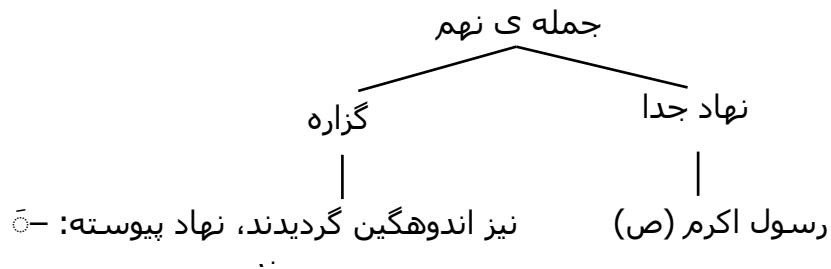 جمله ی نهم
نهاد جدا
گزاره
رسول اکرم (ص)
نیز اندوهگین گردیدند، نهاد پیوسته: –َ